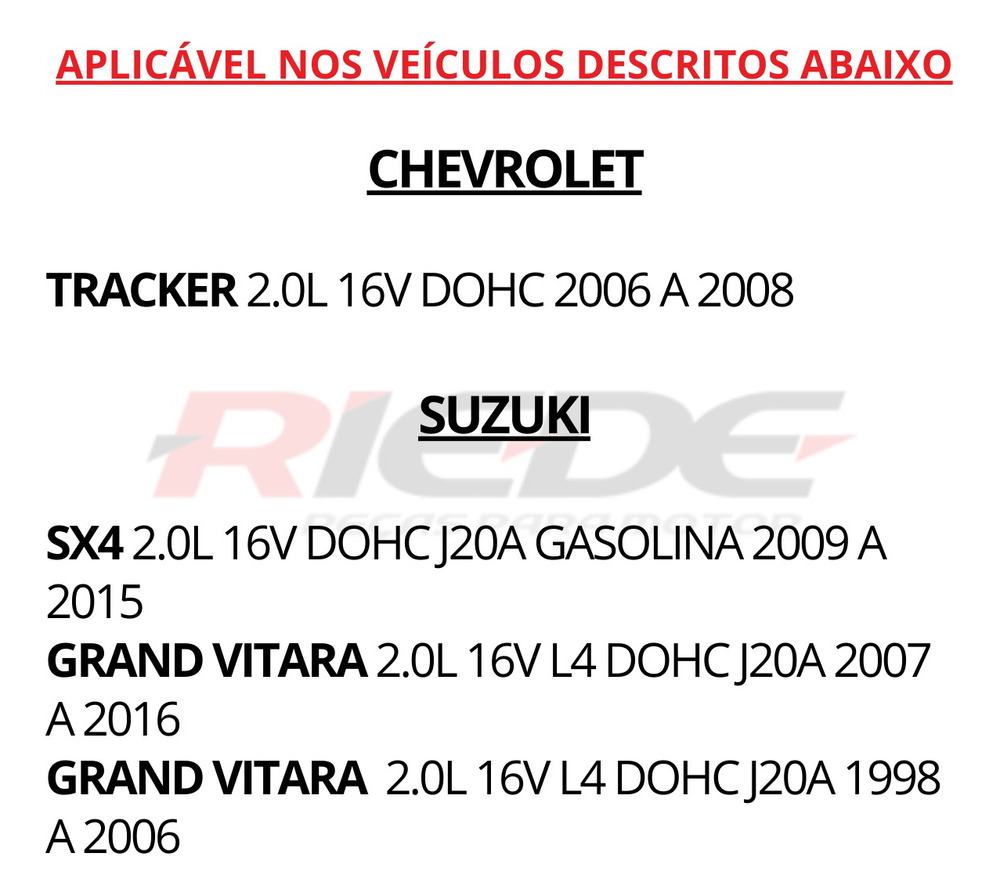 APLICÁVEL NOS VEÍCULOS DESCRITOS ABAIXO
CHEVROLET
TRACKER 2.0L 16V DOHC 2006 A 2008
RIEDE
SUZUKI
PEÇAS PARA MOTOR
SX4 2.0L 16V DOHC J20A GASOLINA 2009 A
2015
GRAND VITARA 2.0L 16V L4 DOHC J20A 2007
A 2016
GRAND VITARA 2.0L 16V L4 DOHC J20A 1998
A 2006